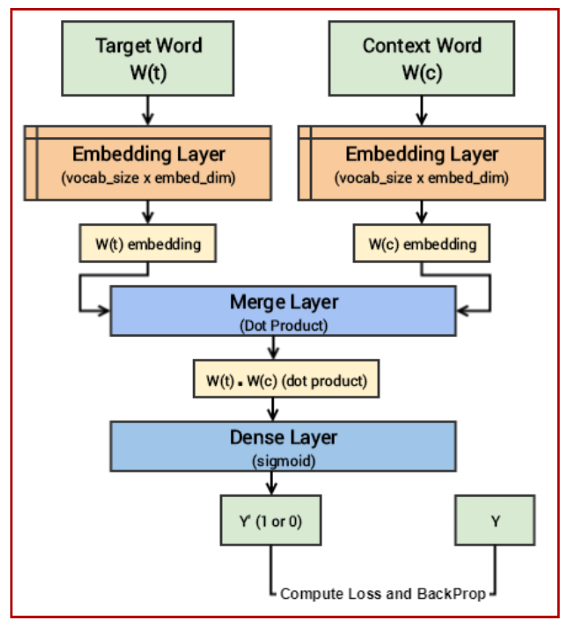 Target Word
W(t)
Context Word
W(c)
Embedding Layer
(vocab_size x embed_dim)
Embedding Layer
(vocab_size x embed_dim)
W(t) embedding
W(c) embedding
Merge Layer
(Dot Product)
W(t) . W(c) (dot product)
Dense Layer
(sigmoid)
Y' (1 or 0)
Y
Compute Loss and BackProp